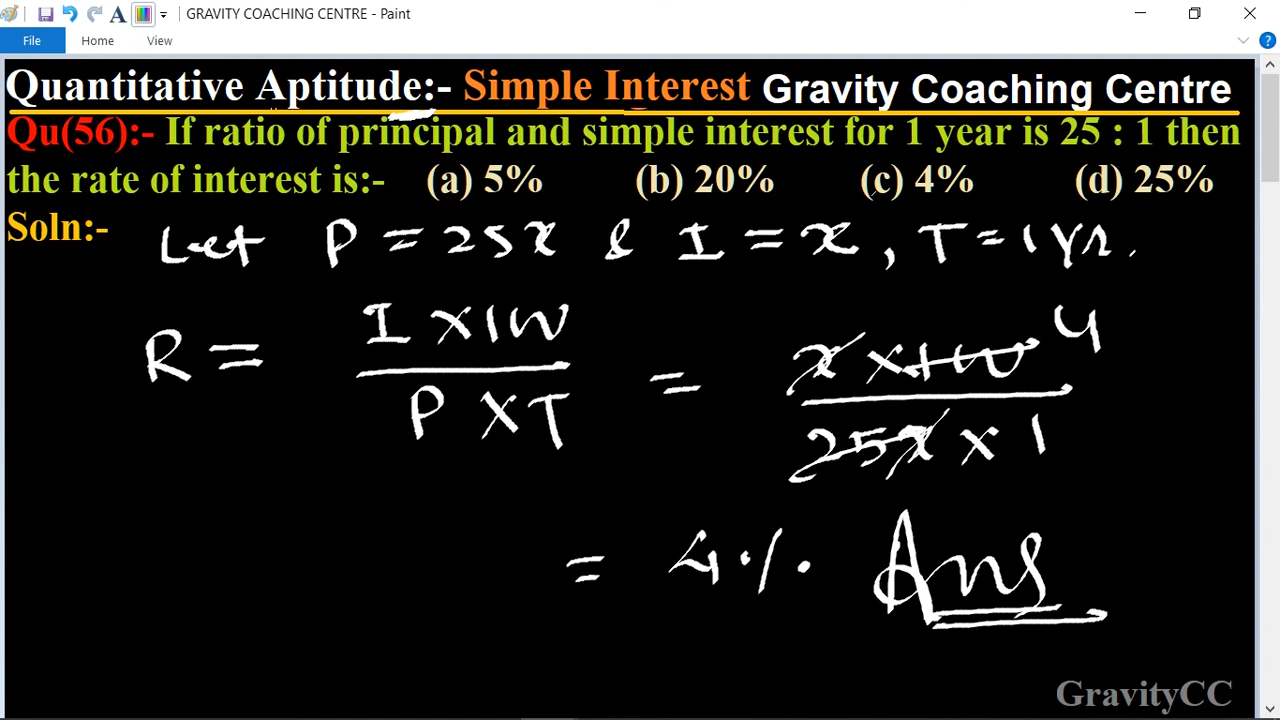 GRAVITY COACHING CENTRE - Paint
File Home View
Quantitative Aptitude:- Simple Interest Gravity Coaching Centre
Qu(56):- If ratio of principal and simple interest for 1 year is 25 : 1 then
the rate of interest is:- (a) 5% (b) 20% (c) 4% (d) 25%
Soln:- Let P = 25x & I = x, T = 1 yr.
R = I X 100 / P X T = x X 100 4 / 25x X 1
= 4% Ans
GravityCC